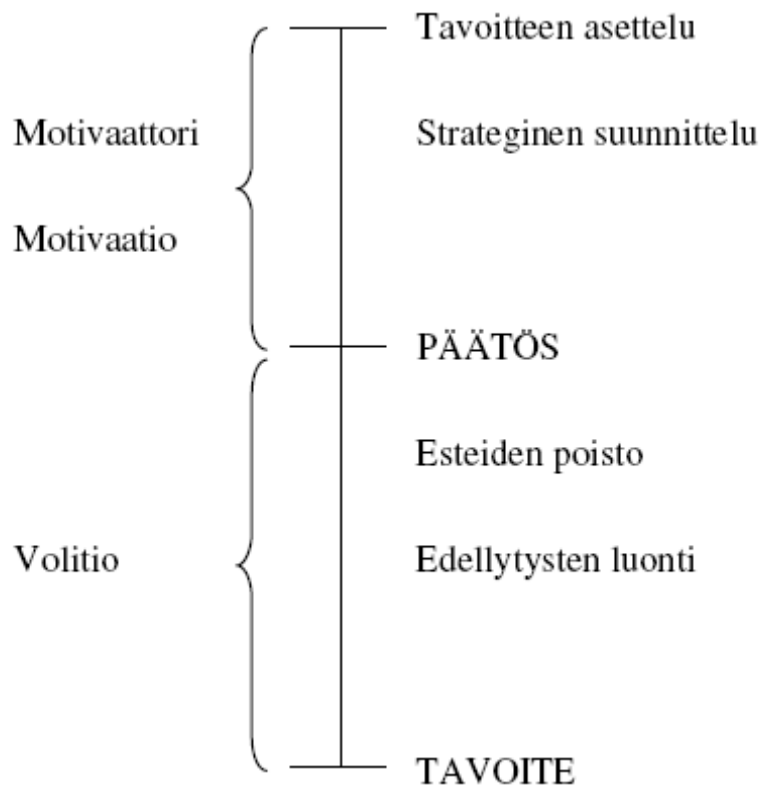 Tavoitteen asettelu
Motivaattori
Strateginen suunnittelu
Motivaatio
PÄÄTÖS
Esteiden poisto
Volitio
Edellytysten luonti
TAVOITE